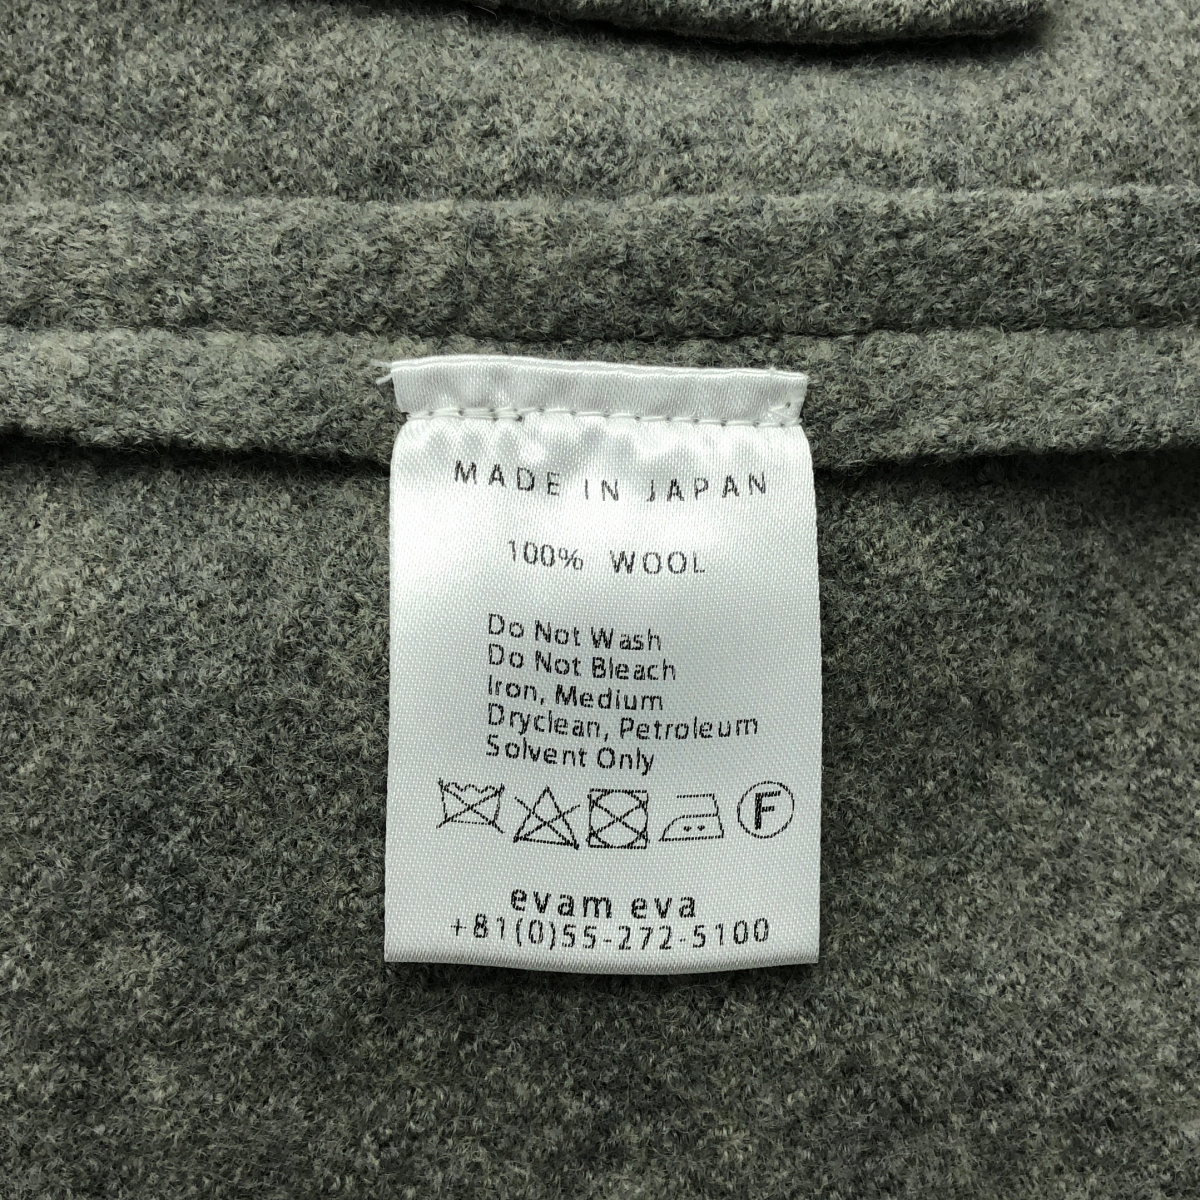 MADE IN JAPAN
100% WOOL
Do Not Wash
Do Not Bleach
Iron, Medium
Dryclean, Petroleum
Solvent Only
F
evam eva
+81(0)55-272-5100